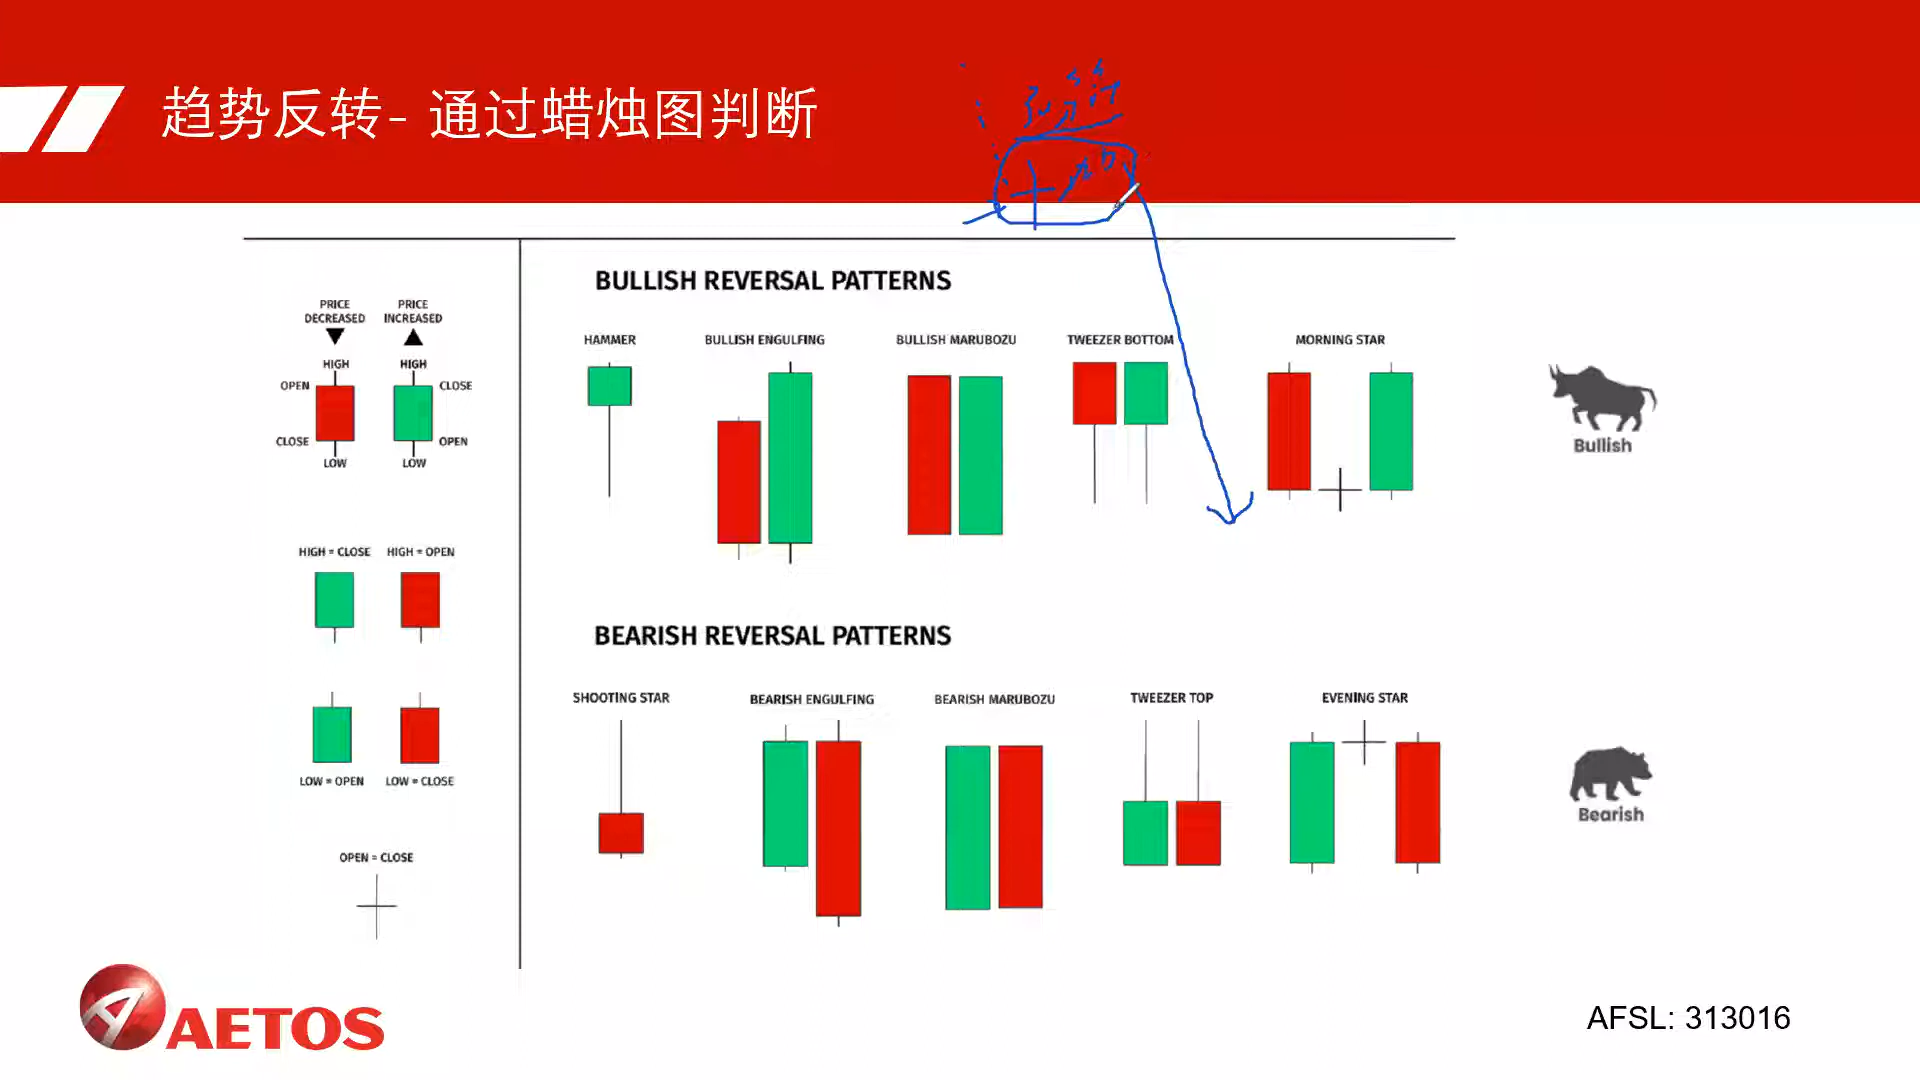 趋势反转- 通过蜡烛图判断
PRICE DECREASED
PRICE INCREASED
HIGH
HIGH
OPEN
CLOSE
CLOSE
OPEN
LOW
LOW
HIGH = CLOSE
HIGH = OPEN
LOW = OPEN
LOW = CLOSE
OPEN = CLOSE
BULLISH REVERSAL PATTERNS
HAMMER
BULLISH ENGULFING
BULLISH MARUBOZU
TWEEZER BOTTOM
MORNING STAR
Bullish
BEARISH REVERSAL PATTERNS
SHOOTING STAR
BEARISH ENGULFING
BEARISH MARUBOZU
TWEEZER TOP
EVENING STAR
Bearish
AETOS
AFSL: 313016